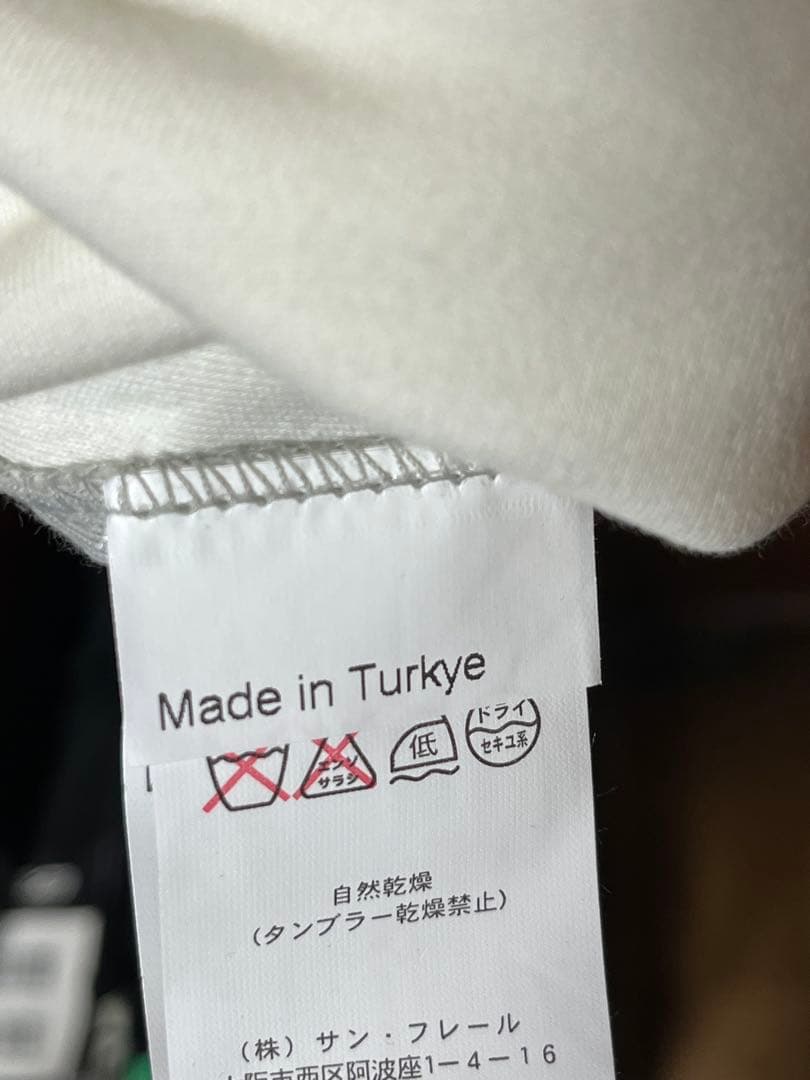 Made in Turkye
エンソ
サラシ
低
ドライ
セキユ系
自然乾燥
(タンブラー乾燥禁止)
(株) サン・フレール
大阪市西区阿波座1-4-16